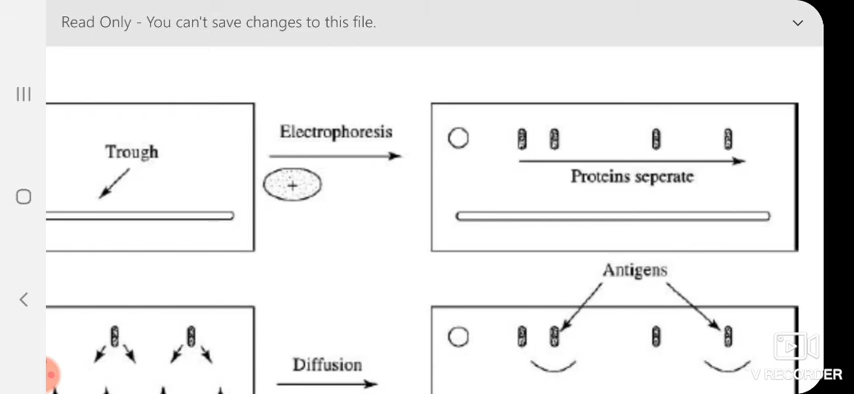 Read Only - You can't save changes to this file.
Trough
Electrophoresis
+
Proteins seperate
Antigens
Diffusion
V RECORDER